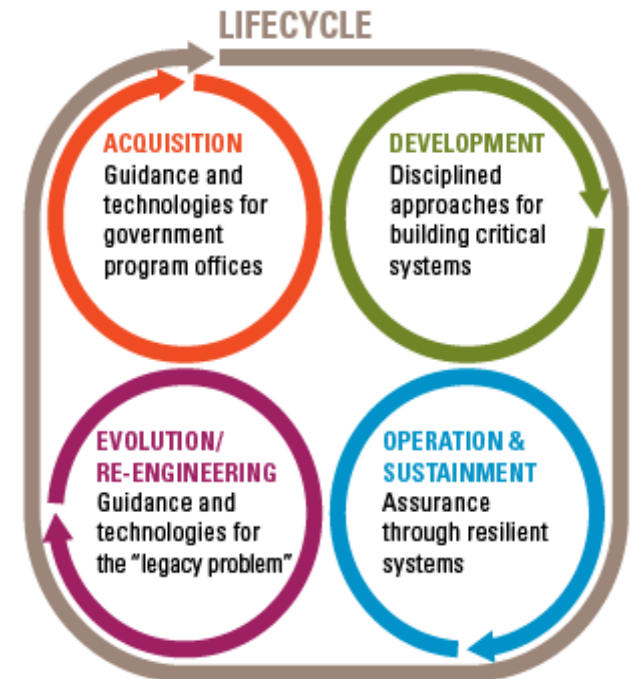 LIFECYCLE
ACQUISITION
Guidance and
technologies for
government
program offices
DEVELOPMENT
Disciplined
approaches for
building critical
systems
EVOLUTION/
RE-ENGINEERING
Guidance and
technologies for
the “legacy problem”
OPERATION &
SUSTAINMENT
Assurance
through resilient
systems